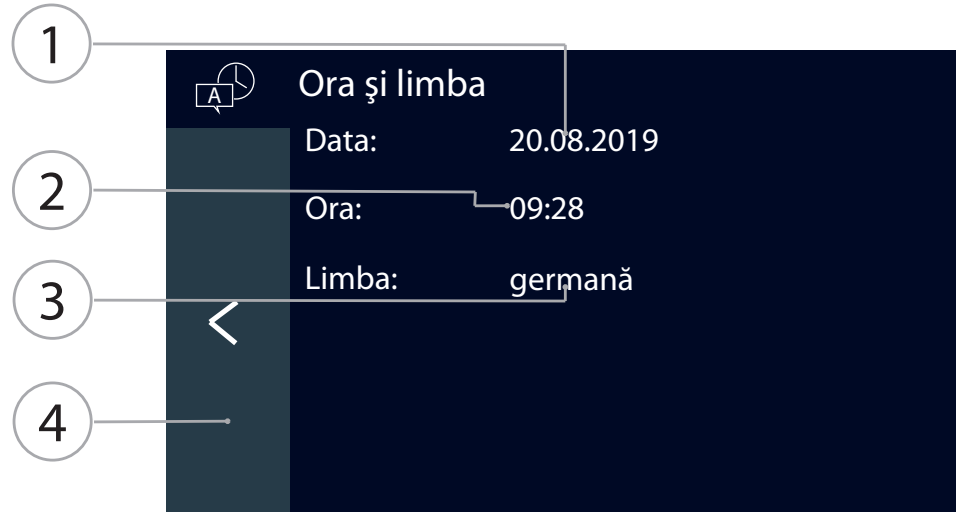 1
A Ora şi limba
Data: 20.08.2019
2
Ora: 09:28
Limba: germană
3
<
4